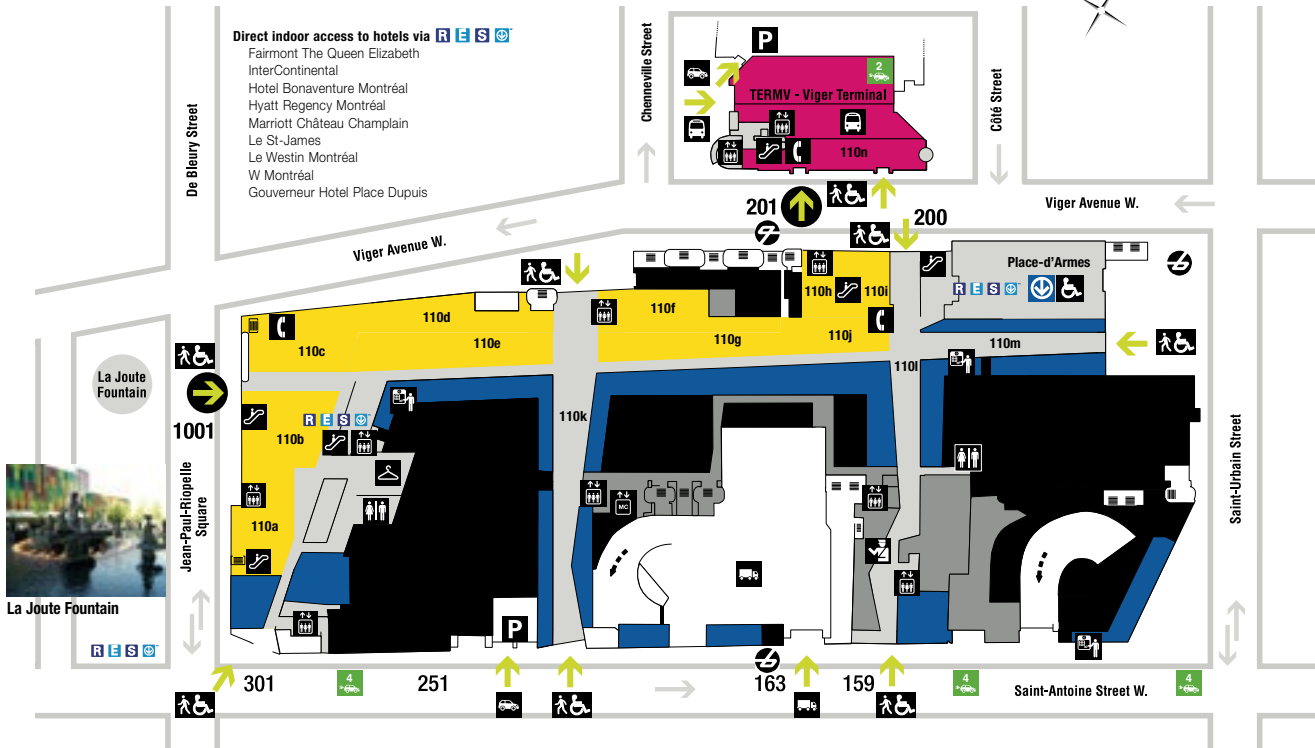 Direct indoor access to hotels via R E S O
Fairmont The Queen Elizabeth
InterContinental
Hotel Bonaventure Montréal
Hyatt Regency Montréal
Marriott Château Champlain
Le St-James
Le Westin Montréal
W Montréal
Gouverneur Hotel Place Dupuis
De Bleury Street
Chenneville Street
Côté Street
P
2
TERMV - Viger Terminal
110n
201
200
Viger Avenue W.
Viger Avenue W.
Place-d'Armes
R E S O
110h
110i
110f
110d
110j
110g
110e
110c
110m
110l
La Joute
Fountain
1001
R E S O
110k
110b
110a
MC
Jean-Paul-Riopelle
Square
Saint-Urbain Street
La Joute Fountain
P
R E S O
301
4
251
163
159
4
4
Saint-Antoine Street W.